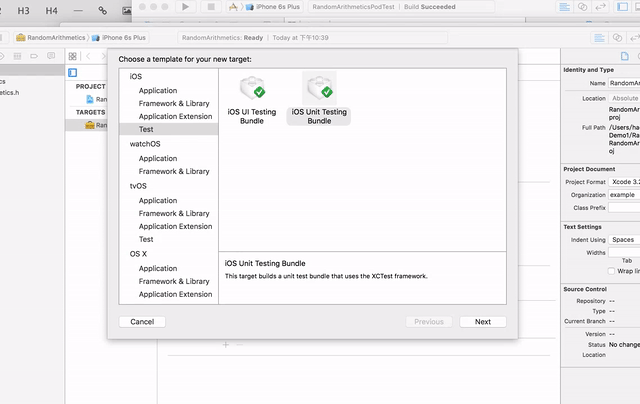 H3 H4
iPhone 6s Plus RandomArithmeticsPodTest | Build Succeeded
RandomArithmetics iPhone 6s Plus RandomArithmetics: Ready | Today at 下午10:39
Choose a template for your new target:
iOS
Application
Framework & Library
Application Extension
Test
watchOS
Application
Framework & Library
tvOS
Application
Framework & Library
Application Extension
Test
OS X
Application
Framework & Library
Application Extension
iOS UI Testing
Bundle
iOS Unit Testing
Bundle
iOS Unit Testing Bundle
This target builds a unit test bundle that uses the XCTest framework.
Cancel
Previous
Next
cs
netics.h
PROJECT
Ran
TARGETS
Ran
Identity and Type
Name RandomAri
Location Absolute
RandomAri
proj
Full Path /Users/ha
Demo1/Ra
RandomAri
oj
Project Document
Project Format Xcode 3.2
Organization example
Class Prefix
Text Settings
Indent Using Spaces
Widths
Tab
Wrap lin
Source Control
Repository --
Type --
Current Branch --
Version --
Status No change
Location